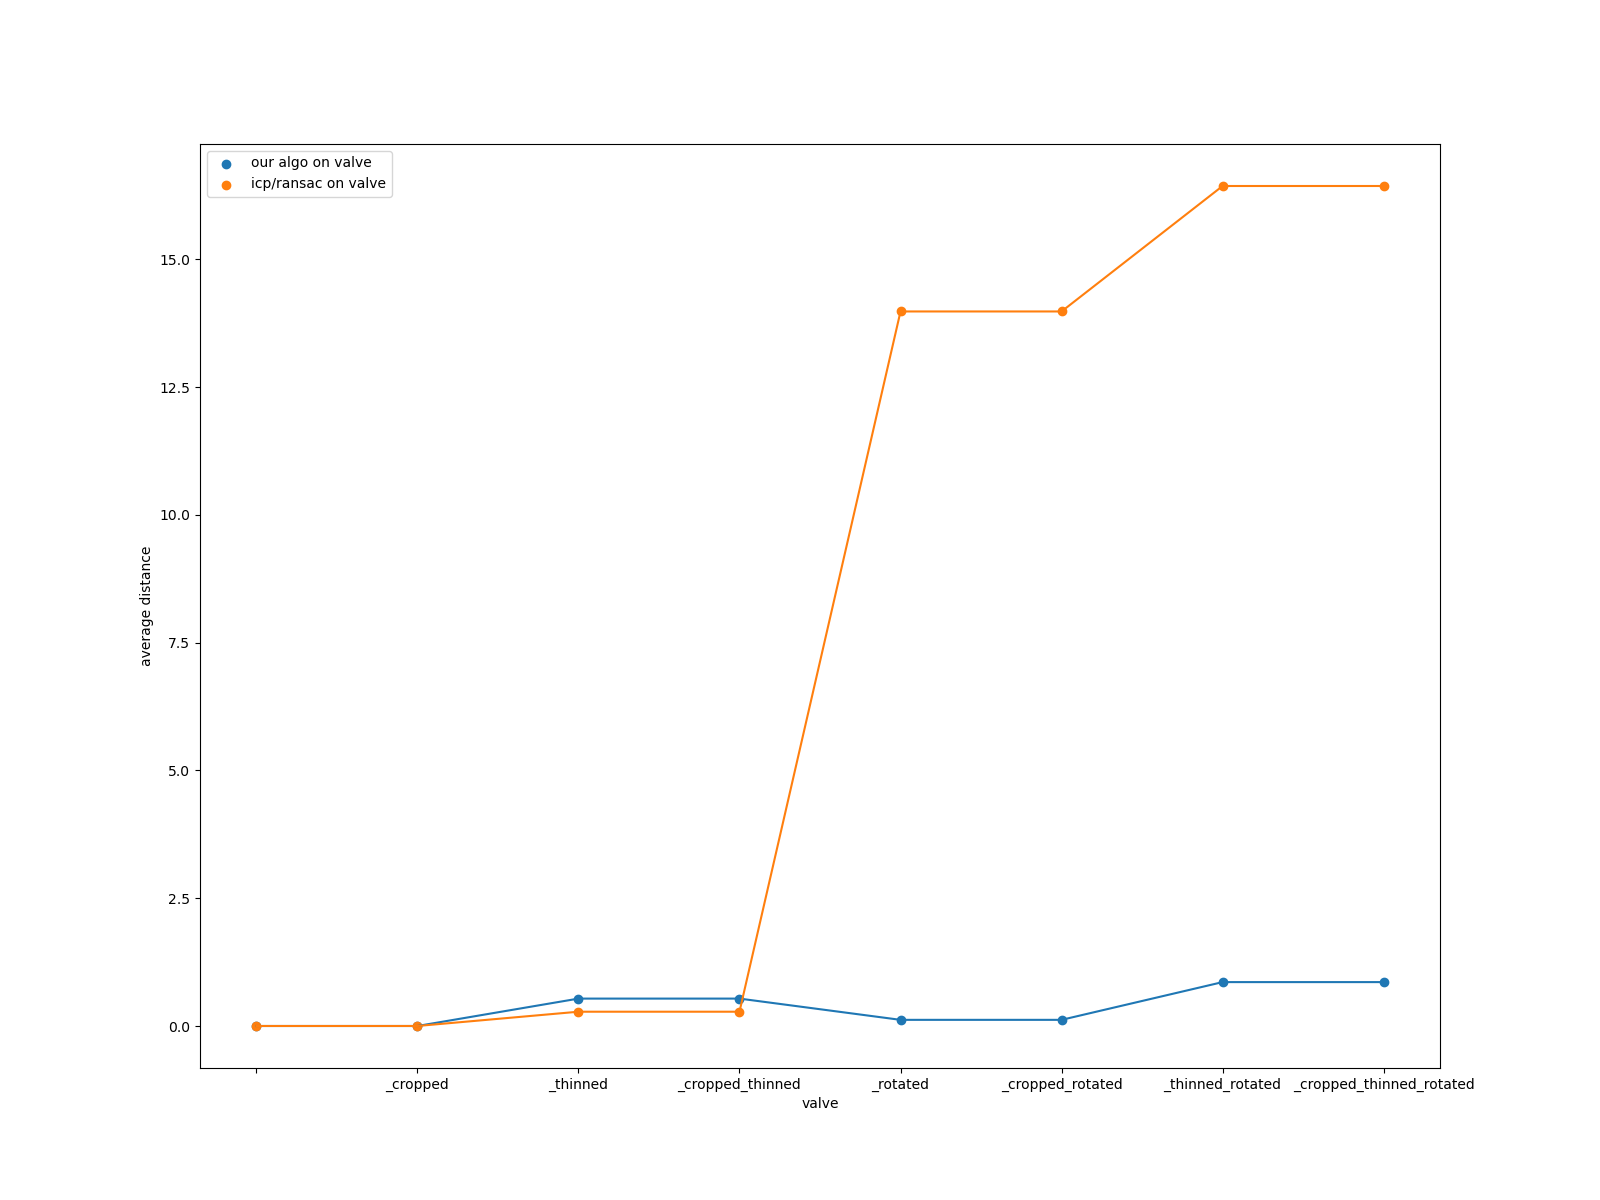 our algo on valve
icp/ransac on valve
15.0
12.5
10.0
7.5
5.0
2.5
0.0
average distance
_cropped
_thinned
_cropped_thinned
_rotated
_cropped_rotated
_thinned_rotated
_cropped_thinned_rotated
valve